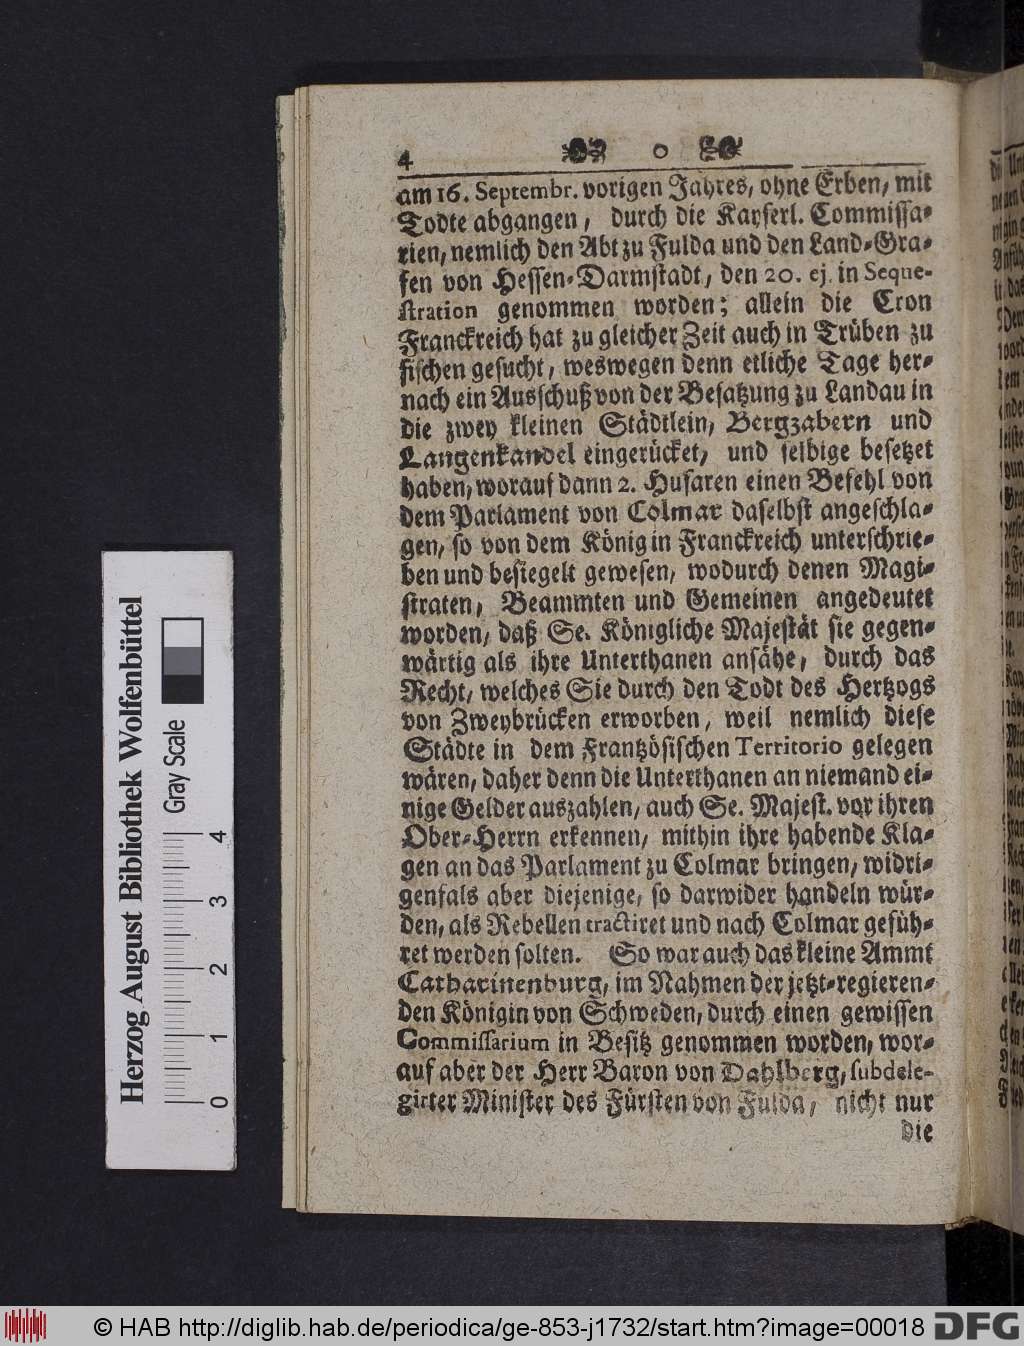 4 o
am 16. Septembr. vorigen Jahres, ohne Erben, mit
Todte abgangen, durch die Kayserl. Commissa-
rien, nemlich den Abt zu Fulda und den Land-Gra-
fen von Hessen-Darmstadt, den 20. ej. in Seque-
stration genommen worden; allein die Cron
Franckreich hat zu gleicher Zeit auch in Trüben zu
fischen gesucht, weswegen denn etliche Tage her-
nach ein Ausschuß von der Besatzung zu Landau in
die zwey kleinen Städtlein, Bergzabern und
Langenkandel eingerücket, und selbige besetzet
haben, worauf dann 2. Husaren einen Befehl von
dem Parlament von Colmar daselbst angeschla-
gen, so von dem König in Franckreich unterschrie-
ben und besiegelt gewesen, wodurch denen Magi-
straten, Beammten und Gemeinen angedeutet
worden, daß Se. Königliche Majestät sie gegen-
wärtig als ihre Unterthanen ansähe, durch das
Recht, welches Sie durch den Todt des Hertzogs
von Zweybrücken erworben, weil nemlich diese
Städte in dem Frantzösischen Territorio gelegen
wären, daher denn die Unterthanen an niemand ei-
nige Gelder auszahlen, auch Se. Majest. vor ihren
Ober-Herrn erkennen, mithin ihre habende Kla-
gen an das Parlament zu Colmar bringen, widri-
genfals aber diejenige, so darwider handeln wür-
den, als Rebellen tractiret und nach Colmar gefüh-
ret werden solten. So war auch das kleine Ammt
Catharinenburg, im Nahmen der jetzt-regieren-
den Königin von Schweden, durch einen gewissen
Commissarium in Besitz genommen worden, wor-
auf aber der Herr Baron von Dahlberg, subdele-
girter Minister des Fürsten von Fulda, nicht nur
die
Herzog August Bibliothek Wolfenbüttel
Gray Scale
0 1 2 3 4
© HAB http://diglib.hab.de/periodica/ge-853-j1732/start.htm?image=00018
DFG